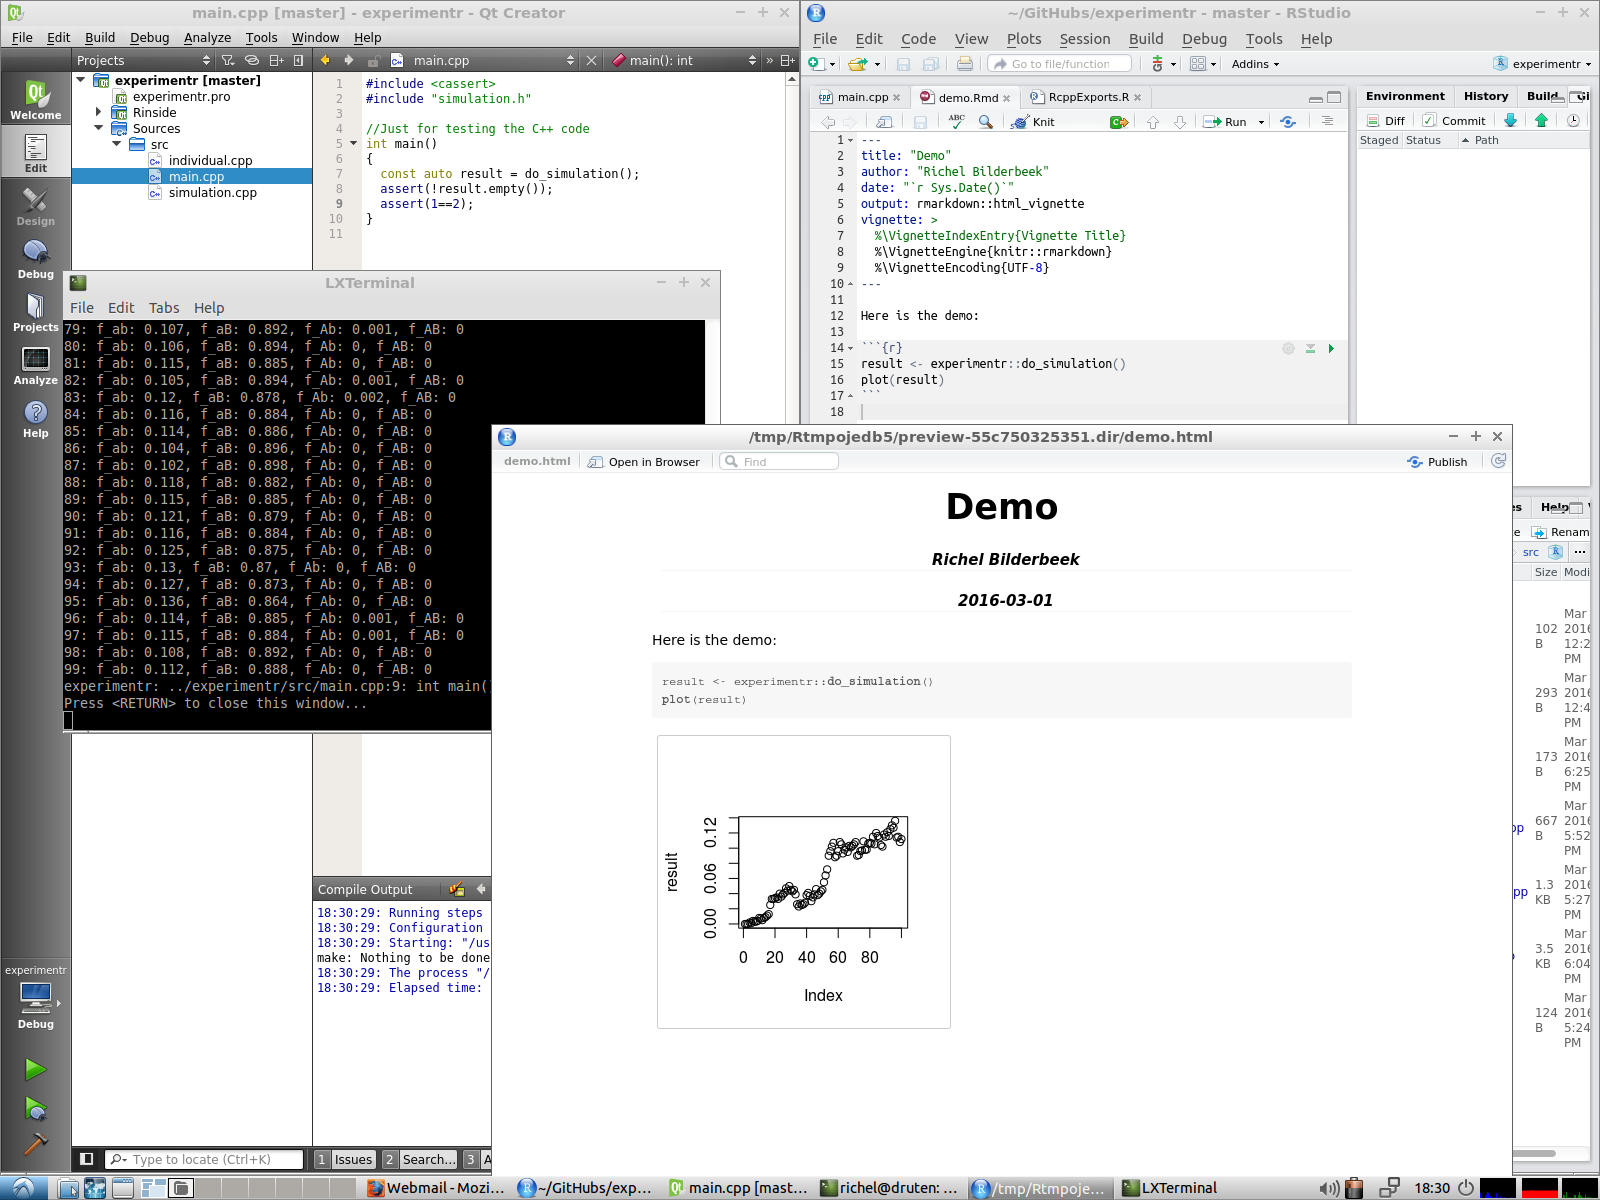 main.cpp [master] - experimentr - Qt Creator
File Edit Build Debug Analyze Tools Window Help
Projects
main.cpp
main(): int
Welcome
Edit
Design
Debug
Projects
Analyze
Help
experimentr [master]
experimentr.pro
Rinside
Sources
src
individual.cpp
main.cpp
simulation.cpp
1 #include <cassert>
2 #include "simulation.h"
3
4 //Just for testing the C++ code
5 int main()
6 {
7 const auto result = do_simulation();
8 assert(!result.empty());
9 assert(1==2);
10 }
11
LXTerminal
File Edit Tabs Help
79: f_ab: 0.107, f_aB: 0.892, f_Ab: 0.001, f_AB: 0
80: f_ab: 0.106, f_aB: 0.894, f_Ab: 0, f_AB: 0
81: f_ab: 0.115, f_aB: 0.885, f_Ab: 0, f_AB: 0
82: f_ab: 0.105, f_aB: 0.894, f_Ab: 0.001, f_AB: 0
83: f_ab: 0.12, f_aB: 0.878, f_Ab: 0.002, f_AB: 0
84: f_ab: 0.116, f_aB: 0.884, f_Ab: 0, f_AB: 0
85: f_ab: 0.114, f_aB: 0.886, f_Ab: 0, f_AB: 0
86: f_ab: 0.104, f_aB: 0.896, f_Ab: 0, f_AB: 0
87: f_ab: 0.102, f_aB: 0.898, f_Ab: 0, f_AB: 0
88: f_ab: 0.118, f_aB: 0.882, f_Ab: 0, f_AB: 0
89: f_ab: 0.115, f_aB: 0.885, f_Ab: 0, f_AB: 0
90: f_ab: 0.121, f_aB: 0.879, f_Ab: 0, f_AB: 0
91: f_ab: 0.116, f_aB: 0.884, f_Ab: 0, f_AB: 0
92: f_ab: 0.125, f_aB: 0.875, f_Ab: 0, f_AB: 0
93: f_ab: 0.13, f_aB: 0.87, f_Ab: 0, f_AB: 0
94: f_ab: 0.127, f_aB: 0.873, f_Ab: 0, f_AB: 0
95: f_ab: 0.136, f_aB: 0.864, f_Ab: 0, f_AB: 0
96: f_ab: 0.114, f_aB: 0.885, f_Ab: 0.001, f_AB: 0
97: f_ab: 0.115, f_aB: 0.884, f_Ab: 0.001, f_AB: 0
98: f_ab: 0.108, f_aB: 0.892, f_Ab: 0, f_AB: 0
99: f_ab: 0.112, f_aB: 0.888, f_Ab: 0, f_AB: 0
experimentr: ../experimentr/src/main.cpp:9: int main()
Press <RETURN> to close this window...
Compile Output
18:30:29: Running steps
18:30:29: Configuration
18:30:29: Starting: "/us
make: Nothing to be done
18:30:29: The process "/
18:30:29: Elapsed time:
experimentr
Debug
Type to locate (Ctrl+K)
1 Issues 2 Search... 3 A
~/GitHubs/experimentr - master - RStudio
File Edit Code View Plots Session Build Debug Tools Help
Go to file/function
Addins
experimentr
main.cpp demo.Rmd RcppExports.R
ABC Knit Run
1 ---
2 title: "Demo"
3 author: "Richel Bilderbeek"
4 date: "`r Sys.Date()`"
5 output: rmarkdown::html_vignette
6 vignette: >
7 %\VignetteIndexEntry{Vignette Title}
8 %\VignetteEngine{knitr::rmarkdown}
9 %\VignetteEncoding{UTF-8}
10 ---
11
12 Here is the demo:
13
14 ```{r}
15 result <- experimentr::do_simulation()
16 plot(result)
17 ```
18
Environment History Build Gi
Diff Commit
Staged Status Path
es Help
e Renam
src ...
Size Modi
Mar
102 2016
B 12:2
PM
Mar
293 2016
B 12:4
PM
Mar
173 2016
B 6:25
PM
Mar
667 2016
pp B 5:52
PM
Mar
1.3 2016
pp KB 5:27
PM
Mar
3.5 2016
KB 6:04
PM
Mar
124 2016
B 5:24
PM
/tmp/Rtmpojedb5/preview-55c750325351.dir/demo.html
demo.html Open in Browser Find Publish
Demo
Richel Bilderbeek
2016-03-01
Here is the demo:
result <- experimentr::do_simulation()
plot(result)
result
0.00 0.06 0.12
0 20 40 60 80
Index
Webmail - Mozi...
~/GitHubs/exp...
main.cpp [mast...
richel@druten: ...
/tmp/Rtmpoje...
LXTerminal
18:30